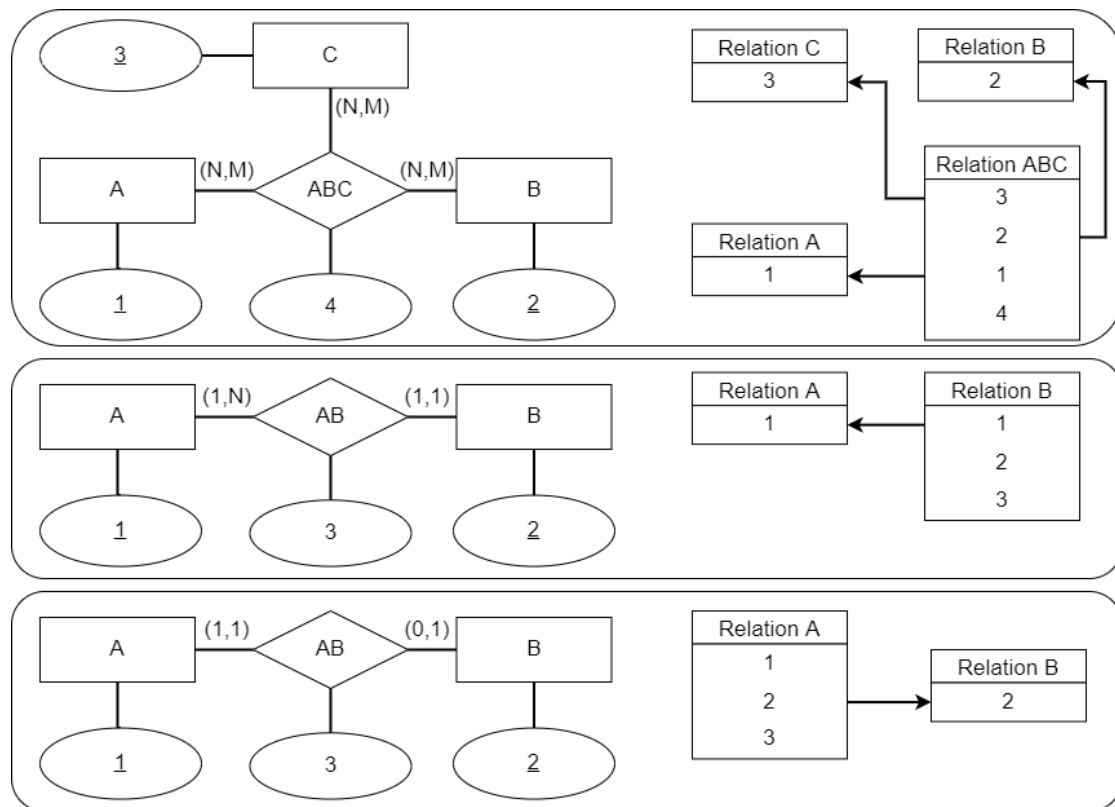 3
C
(N,M)
A
(N,M)
ABC
(N,M)
B
1
4
2
Relation C
3
Relation B
2
Relation ABC
3
2
1
4
Relation A
1
A
(1,N)
AB
(1,1)
B
1
3
2
Relation A
1
Relation B
1
2
3
A
(1,1)
AB
(0,1)
B
1
3
2
Relation A
1
2
3
Relation B
2